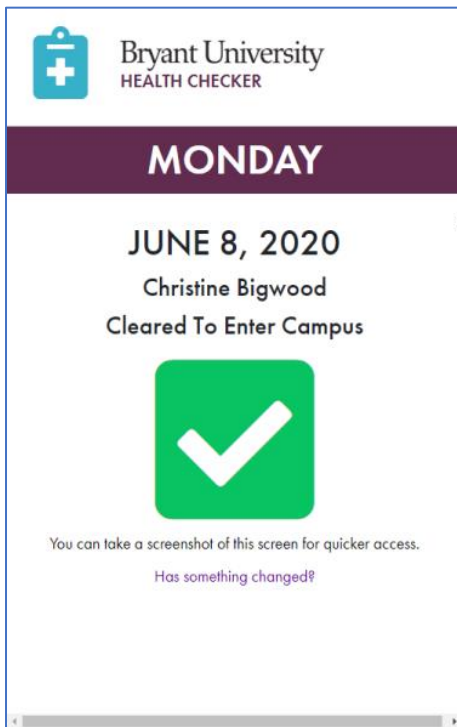 Bryant University
HEALTH CHECKER
MONDAY
JUNE 8, 2020
Christine Bigwood
Cleared To Enter Campus
You can take a screenshot of this screen for quicker access.
Has something changed?